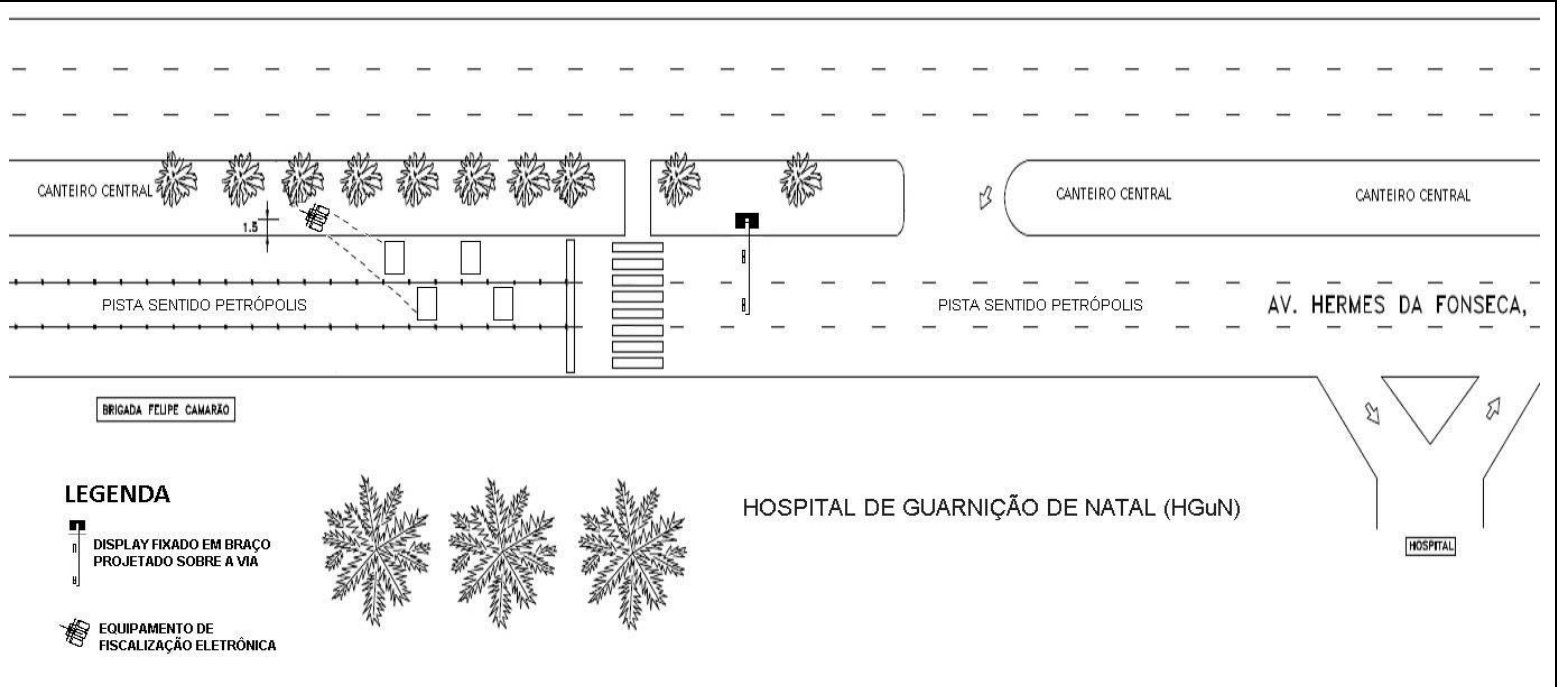 CANTEIRO CENTRAL
CANTEIRO CENTRAL
CANTEIRO CENTRAL
1.5
PISTA SENTIDO PETRÓPOLIS
PISTA SENTIDO PETRÓPOLIS
AV. HERMES DA FONSECA,
BRIGADA FELIPE CAMARÃO
LEGENDA
DISPLAY FIXADO EM BRAÇO
PROJETADO SOBRE A VIA
EQUIPAMENTO DE
FISCALIZAÇÃO ELETRÔNICA
HOSPITAL DE GUARNIÇÃO DE NATAL (HGuN)
HOSPITAL